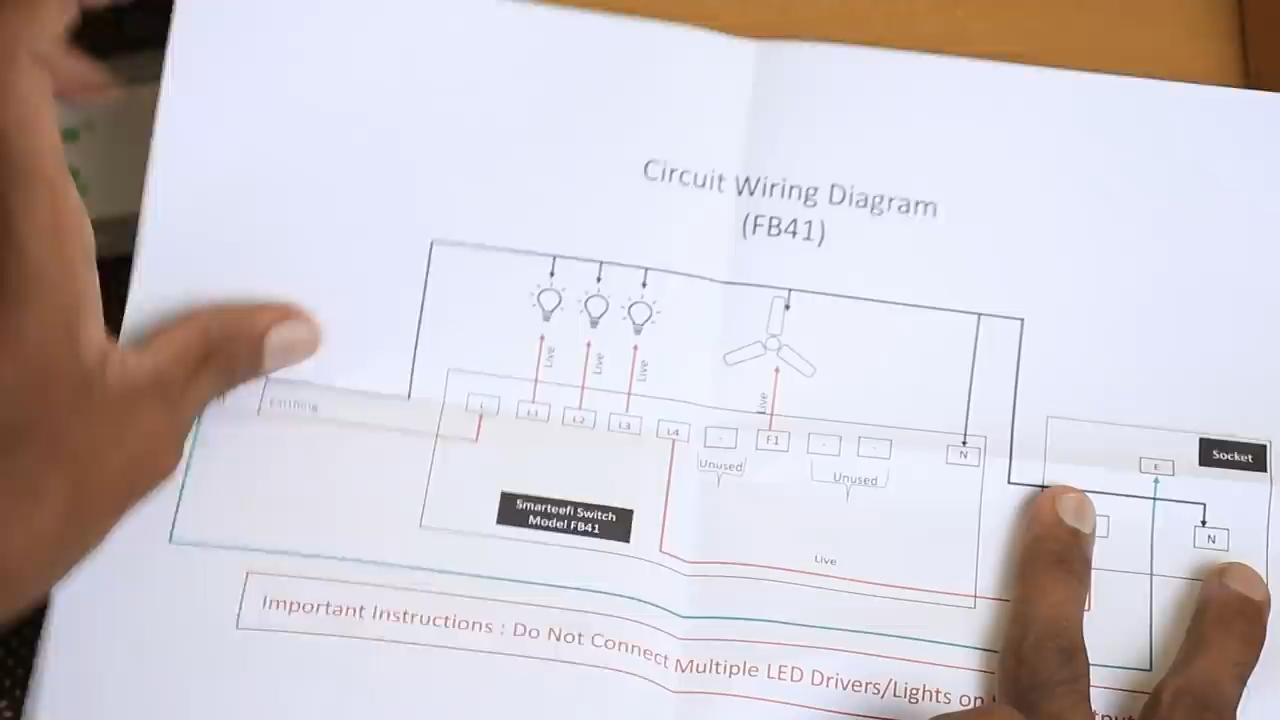 Circuit Wiring Diagram
(FB41)
Live
Live
Live
Live
Earthing
L
L1
L2
L3
L4
-
F1
-
-
N
Unused
Unused
Socket
E
N
Smarteefi Switch
Model FB41
Live
Important Instructions : Do Not Connect Multiple LED Drivers/Lights on